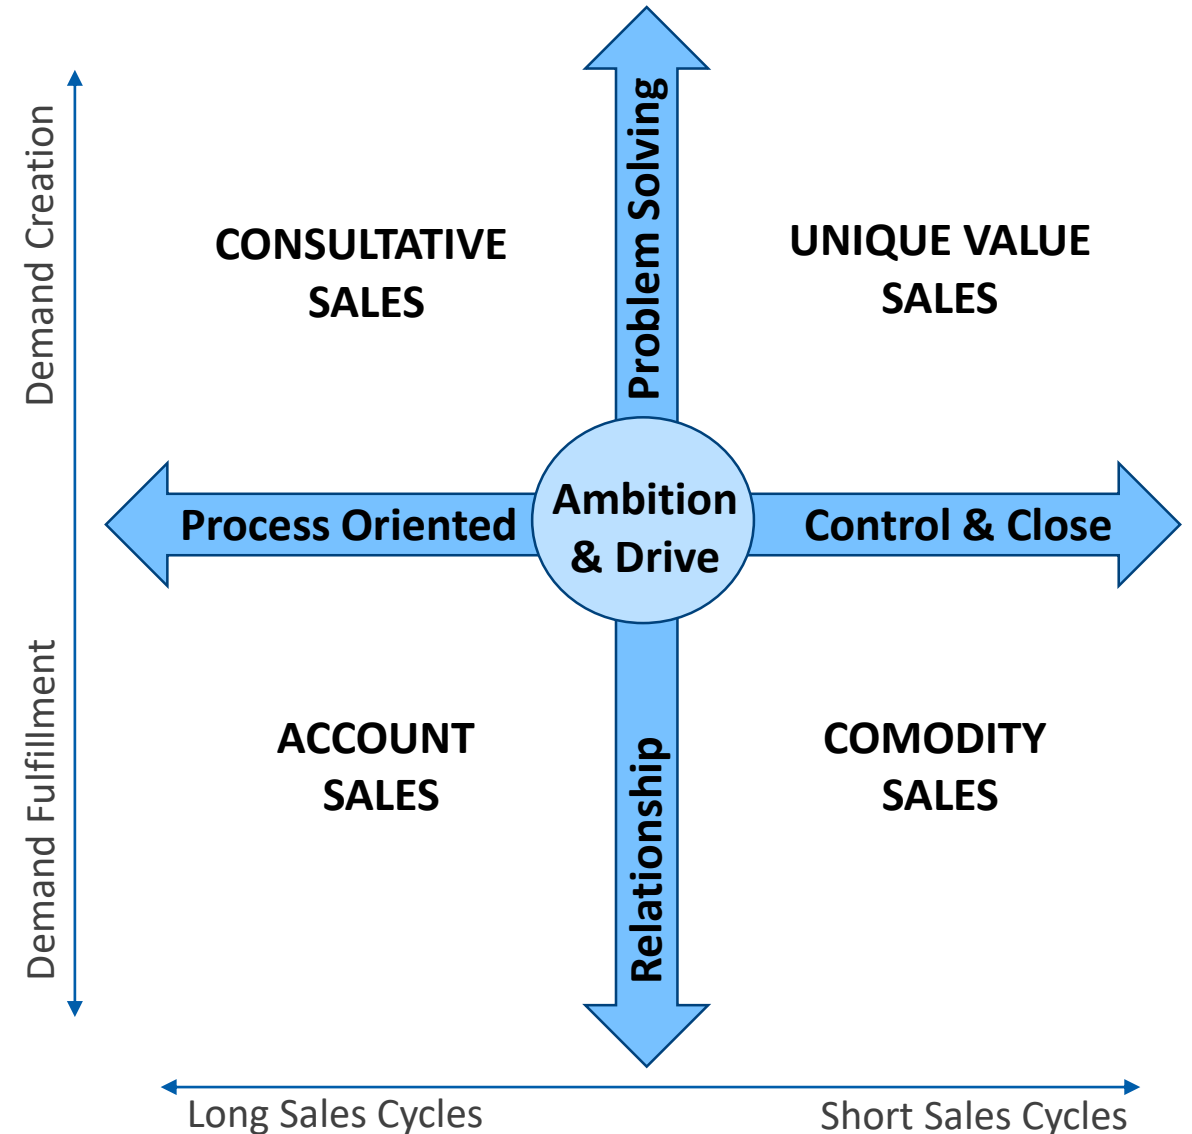 Demand Creation
Problem Solving
CONSULTATIVE
SALES
UNIQUE VALUE
SALES
Process Oriented
Ambition
& Drive
Control & Close
Demand Fulfillment
ACCOUNT
SALES
COMODITY
SALES
Relationship
Long Sales Cycles
Short Sales Cycles